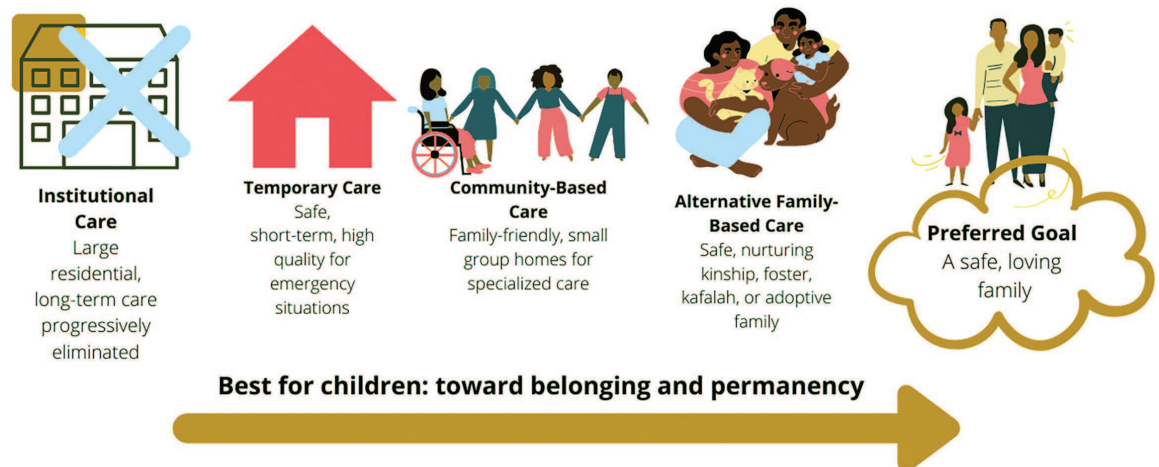 Institutional
Care
Large
residential,
long-term care
progressively
eliminated
Temporary Care
Safe,
short-term, high
quality for
emergency
situations
Community-Based
Care
Family-friendly, small
group homes for
specialized care
Alternative Family-
Based Care
Safe, nurturing
kinship, foster,
kafalah, or adoptive
family
Preferred Goal
A safe, loving
family
Best for children: toward belonging and permanency